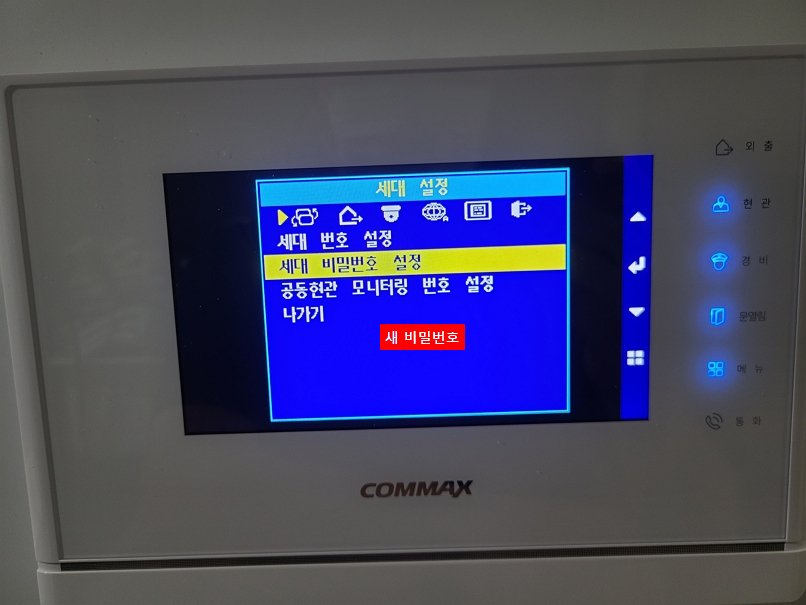 세대 설정
세대 번호 설정
세대 비밀번호 설정
공동현관 모니터링 번호 설정
나가기
새 비밀번호
외출
현관
경비
문열림
메뉴
통화
COMMAX